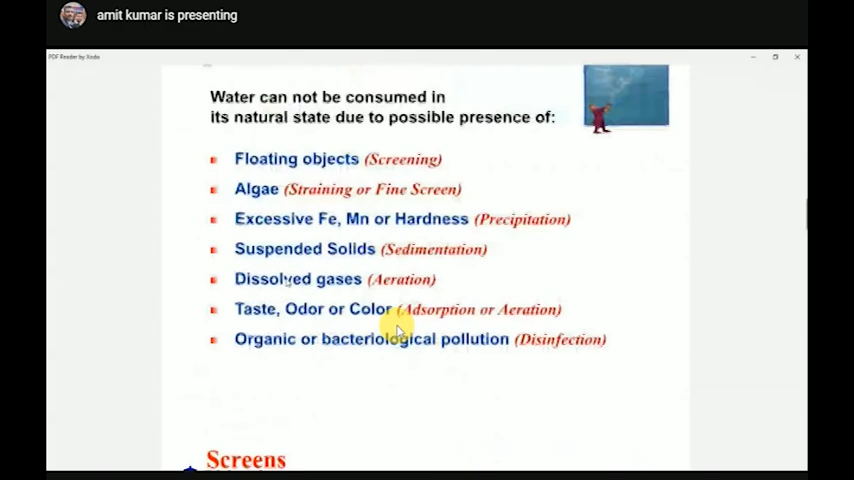 amit kumar is presenting
PDF Reader by Xodo
Water can not be consumed in
its natural state due to possible presence of:
Floating objects (Screening)
Algae (Straining or Fine Screen)
Excessive Fe, Mn or Hardness (Precipitation)
Suspended Solids (Sedimentation)
Dissolved gases (Aeration)
Taste, Odor or Color (Adsorption or Aeration)
Organic or bacteriological pollution (Disinfection)
Screens